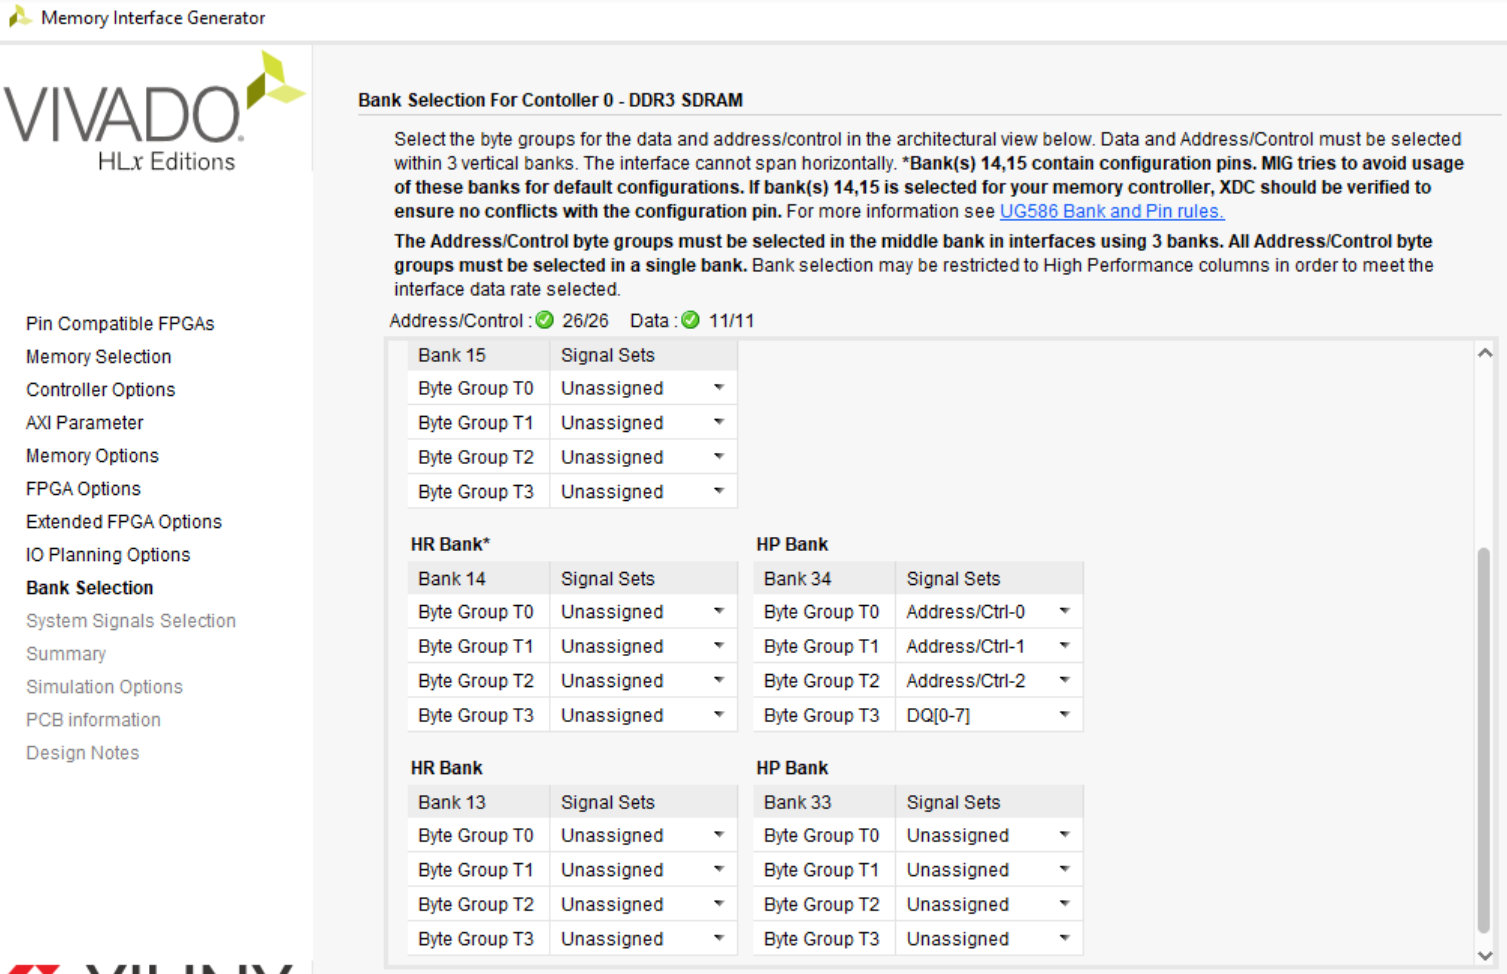 Memory Interface Generator
VIVADO
HLx Editions
Bank Selection For Contoller 0 - DDR3 SDRAM
Select the byte groups for the data and address/control in the architectural view below. Data and Address/Control must be selected
within 3 vertical banks. The interface cannot span horizontally. *Bank(s) 14,15 contain configuration pins. MIG tries to avoid usage
of these banks for default configurations. If bank(s) 14,15 is selected for your memory controller, XDC should be verified to
ensure no conflicts with the configuration pin. For more information see UG586 Bank and Pin rules.
The Address/Control byte groups must be selected in the middle bank in interfaces using 3 banks. All Address/Control byte
groups must be selected in a single bank. Bank selection may be restricted to High Performance columns in order to meet the
interface data rate selected.
Address/Control : 26/26 Data : 11/11
Pin Compatible FPGAs
Memory Selection
Controller Options
AXI Parameter
Memory Options
FPGA Options
Extended FPGA Options
IO Planning Options
Bank Selection
System Signals Selection
Summary
Simulation Options
PCB information
Design Notes
Bank 15 Signal Sets
Byte Group T0 Unassigned
Byte Group T1 Unassigned
Byte Group T2 Unassigned
Byte Group T3 Unassigned
HR Bank*
Bank 14 Signal Sets
Byte Group T0 Unassigned
Byte Group T1 Unassigned
Byte Group T2 Unassigned
Byte Group T3 Unassigned
HP Bank
Bank 34 Signal Sets
Byte Group T0 Address/Ctrl-0
Byte Group T1 Address/Ctrl-1
Byte Group T2 Address/Ctrl-2
Byte Group T3 DQ[0-7]
HR Bank
Bank 13 Signal Sets
Byte Group T0 Unassigned
Byte Group T1 Unassigned
Byte Group T2 Unassigned
Byte Group T3 Unassigned
HP Bank
Bank 33 Signal Sets
Byte Group T0 Unassigned
Byte Group T1 Unassigned
Byte Group T2 Unassigned
Byte Group T3 Unassigned